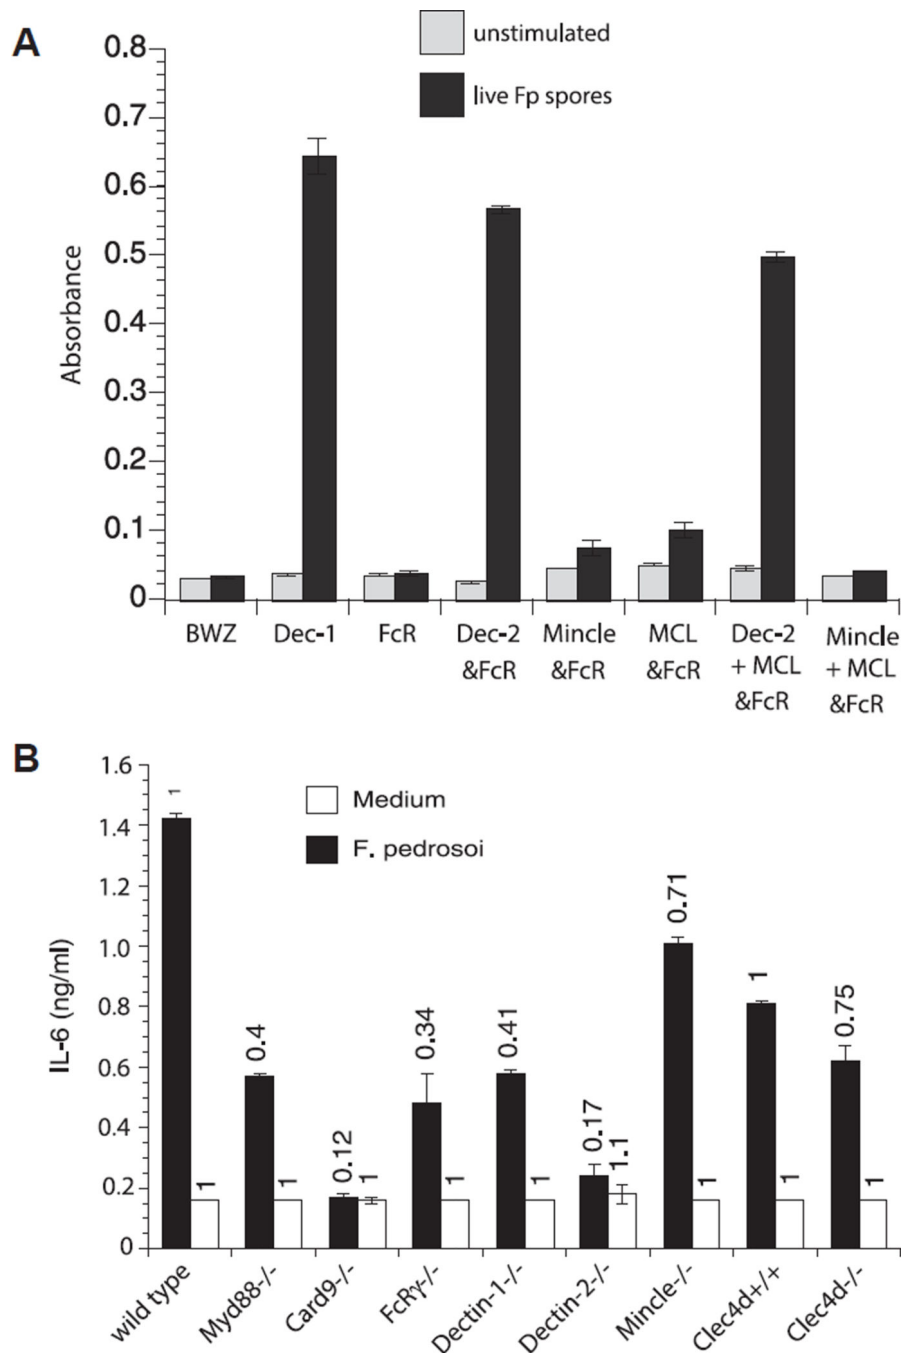 A
unstimulated
live Fp spores
Absorbance
0.8
0.7
0.6
0.5
0.4
0.3
0.2
0.1
0
BWZ
Dec-1
FcR
Dec-2
&FcR
Mincle
&FcR
MCL
&FcR
Dec-2
+ MCL
&FcR
Mincle
+ MCL
&FcR
B
Medium
F. pedrosoi
IL-6 (ng/ml)
1.6
1.4
1.2
1.0
0.8
0.6
0.4
0.2
0
1
1
0.4
1
0.12
1
0.34
1
0.41
1
0.17
1.1
0.71
1
1
1
0.75
1
wild type
Myd88-/-
Card9-/-
FcRγ-/-
Dectin-1-/-
Dectin-2-/-
Mincle-/-
Clec4d+/+
Clec4d-/-